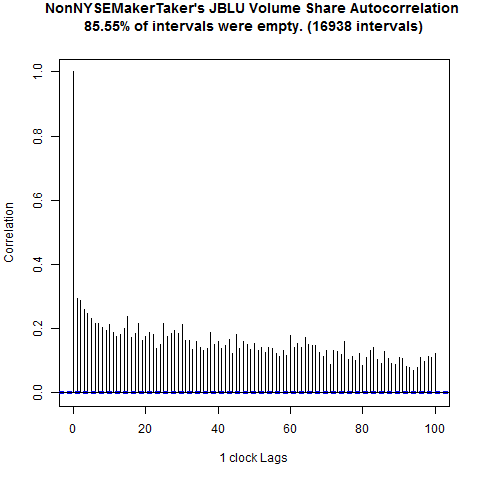 NonNYSEMakerTaker's JBLU Volume Share Autocorrelation
85.55% of intervals were empty. (16938 intervals)
Correlation
1.0
0.8
0.6
0.4
0.2
0.0
0 20 40 60 80 100
1 clock Lags